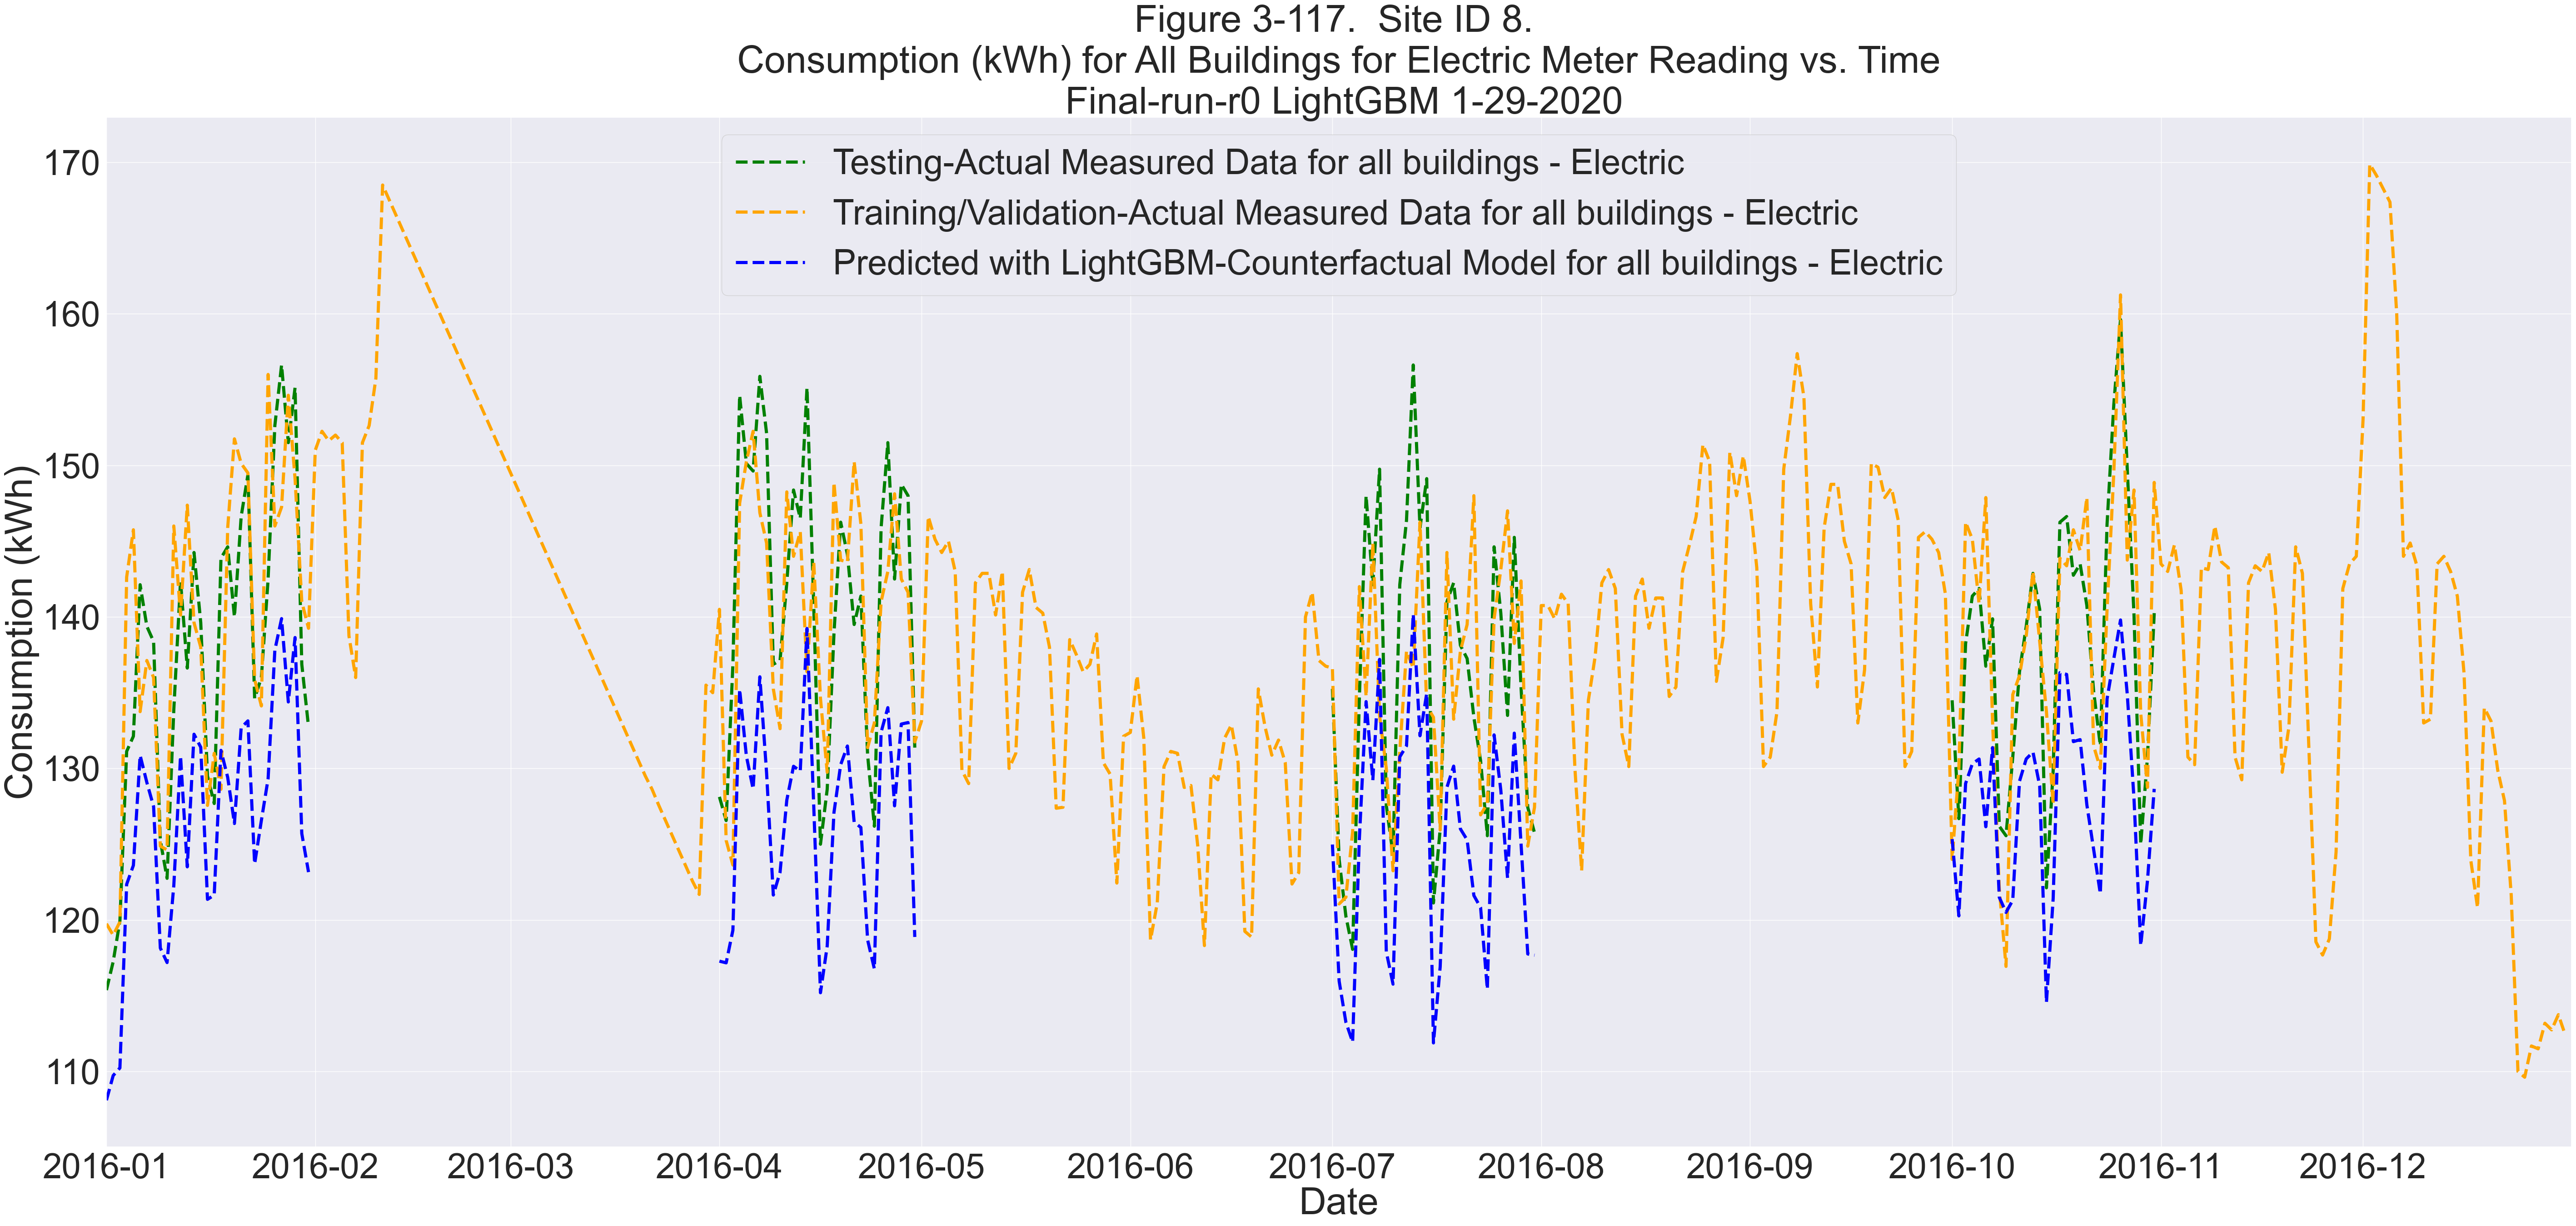 Figure 3-117.  Site ID 8.
Consumption (kWh) for All Buildings for Electric Meter Reading vs. Time
Final-run-r0 LightGBM 1-29-2020
Testing-Actual Measured Data for all buildings - Electric
Training/Validation-Actual Measured Data for all buildings - Electric
Predicted with LightGBM-Counterfactual Model for all buildings - Electric
Consumption (kWh)
170
160
150
140
130
120
110
2016-01 2016-02 2016-03 2016-04 2016-05 2016-06 2016-07 2016-08 2016-09 2016-10 2016-11 2016-12
Date